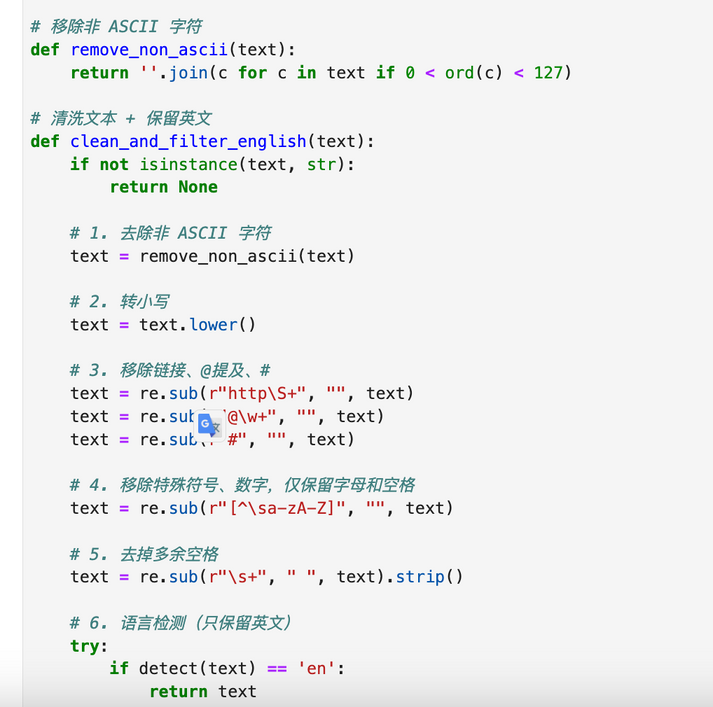 # 移除非 ASCII 字符
def remove_non_ascii(text):
    return ''.join(c for c in text if 0 < ord(c) < 127)

# 清洗文本 + 保留英文
def clean_and_filter_english(text):
    if not isinstance(text, str):
        return None

    # 1. 去除非 ASCII 字符
    text = remove_non_ascii(text)

    # 2. 转小写
    text = text.lower()

    # 3. 移除链接、@提及、#
    text = re.sub(r"http\S+", "", text)
    text = re.sub @\w+", "", text)
    text = re.sub( #", "", text)

    # 4. 移除特殊符号、数字，仅保留字母和空格
    text = re.sub(r"[^\sa-zA-Z]", "", text)

    # 5. 去掉多余空格
    text = re.sub(r"\s+", " ", text).strip()

    # 6. 语言检测（只保留英文）
    try:
        if detect(text) == 'en':
            return text